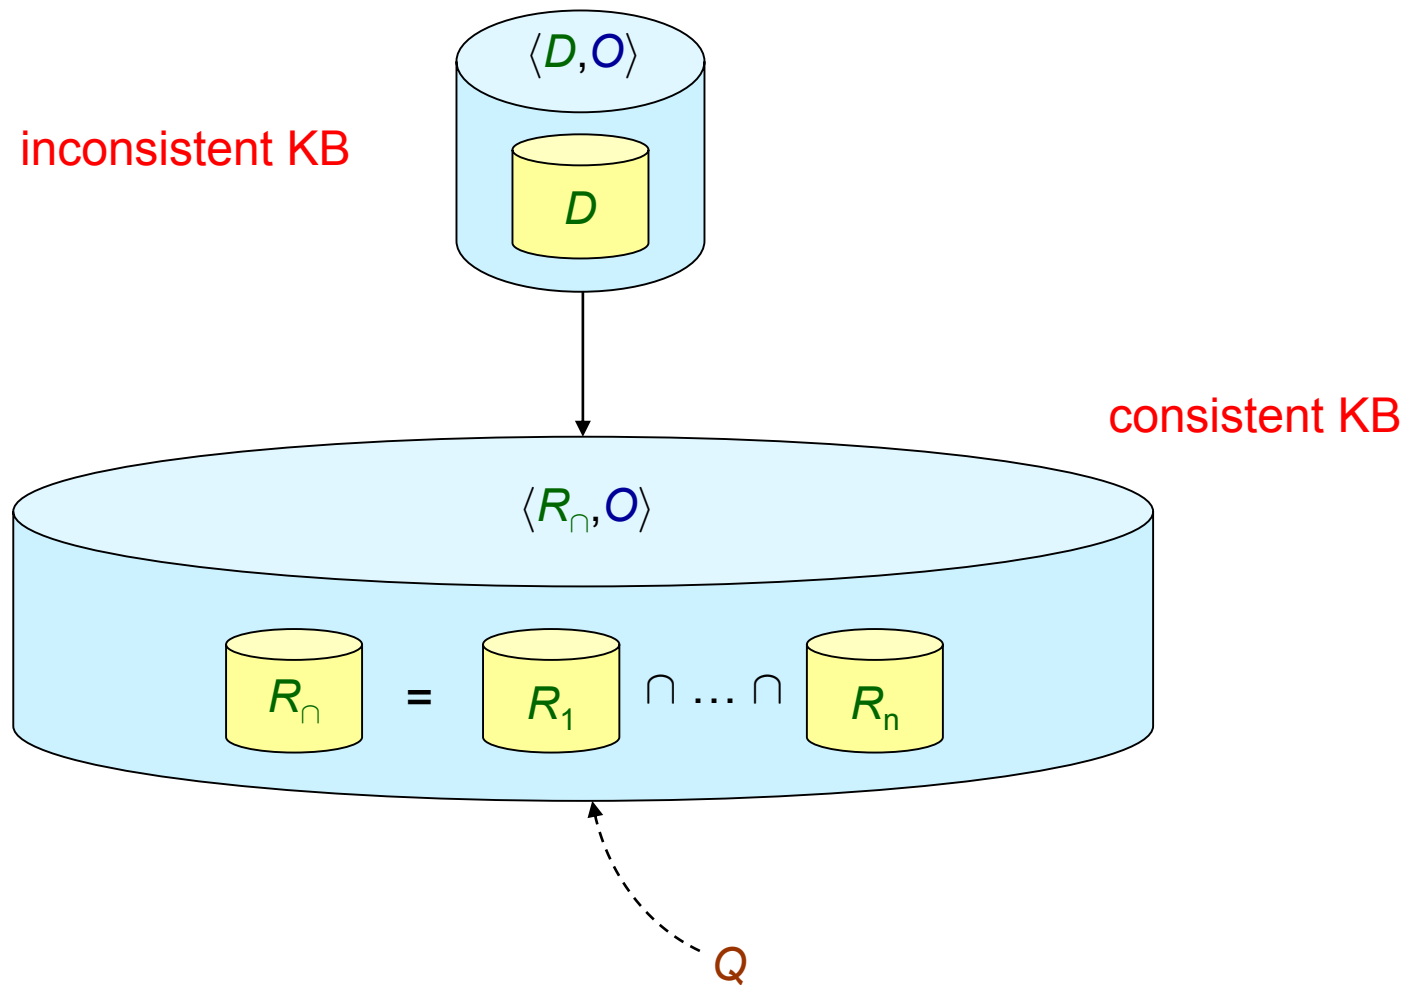 ⟨D,O⟩
inconsistent KB
D
consistent KB
⟨R∩,O⟩
R∩ = R1 ∩ … ∩ Rn
Q